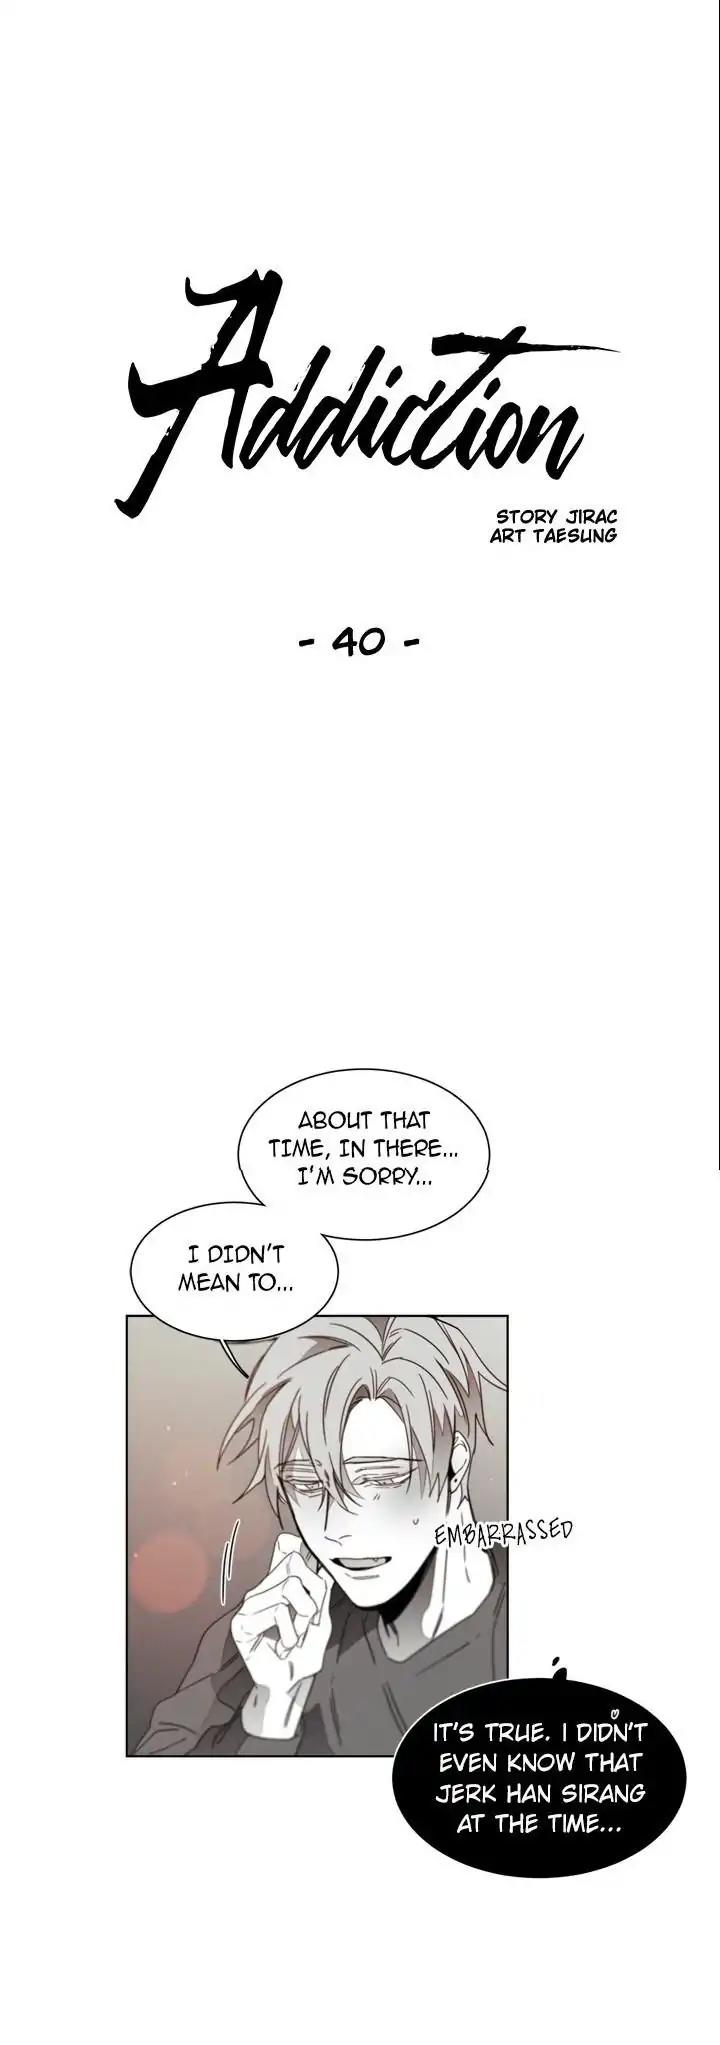 Addiction
STORY JIRAC
ART TAESUNG
- 40 -
ABOUT THAT
TIME, IN THERE...
I'M SORRY...
I DIDN'T
MEAN TO...
EMBARRASSED
IT'S TRUE. I DIDN'T
EVEN KNOW THAT
JERK HAN SIRANG
AT THE TIME...